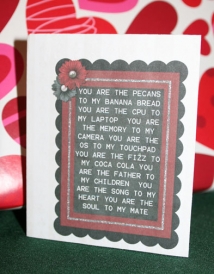 YOU ARE THE PECANS
TO MY BANANA BREAD
YOU ARE THE CPU TO
MY LAPTOP YOU ARE
THE MEMORY TO MY
CAMERA YOU ARE THE
OS TO MY TOUCHPAD
YOU ARE THE FIZZ TO
MY COCA COLA YOU
ARE THE FATHER TO
MY CHILDREN YOU
ARE THE SONG TO MY
HEART YOU ARE THE
SOUL TO MY MATE